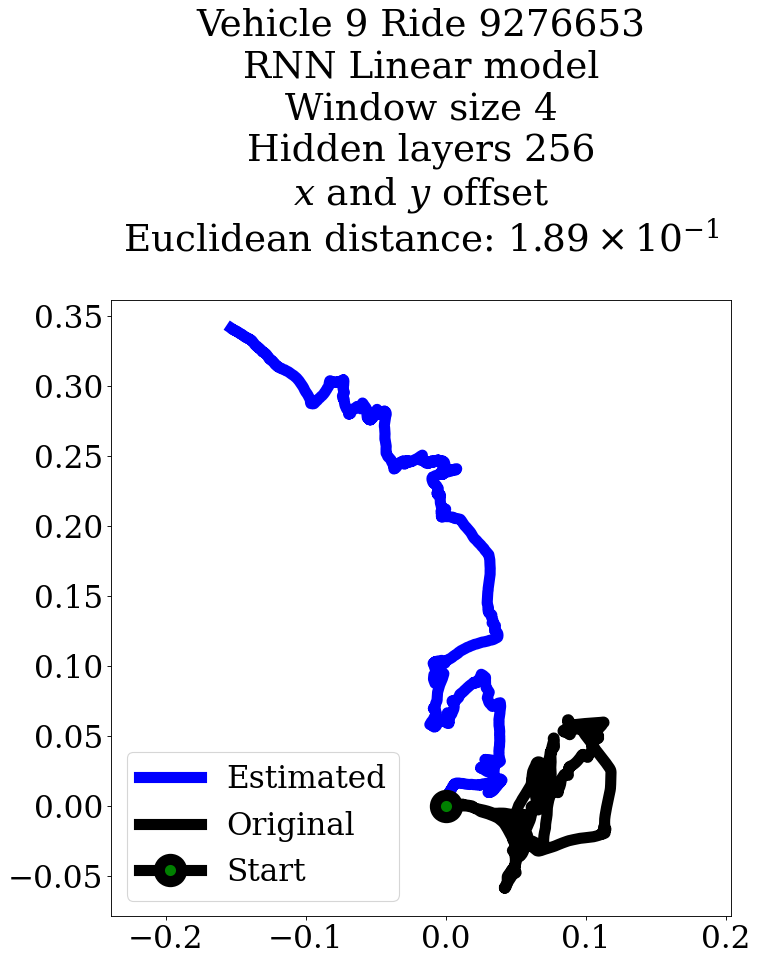 Vehicle 9 Ride 9276653
RNN Linear model
Window size 4
Hidden layers 256
x and y offset
Euclidean distance: 1.89 × 10⁻¹
0.35
0.30
0.25
0.20
0.15
0.10
0.05
0.00
−0.05
Estimated
Original
Start
−0.2 −0.1 0.0 0.1 0.2